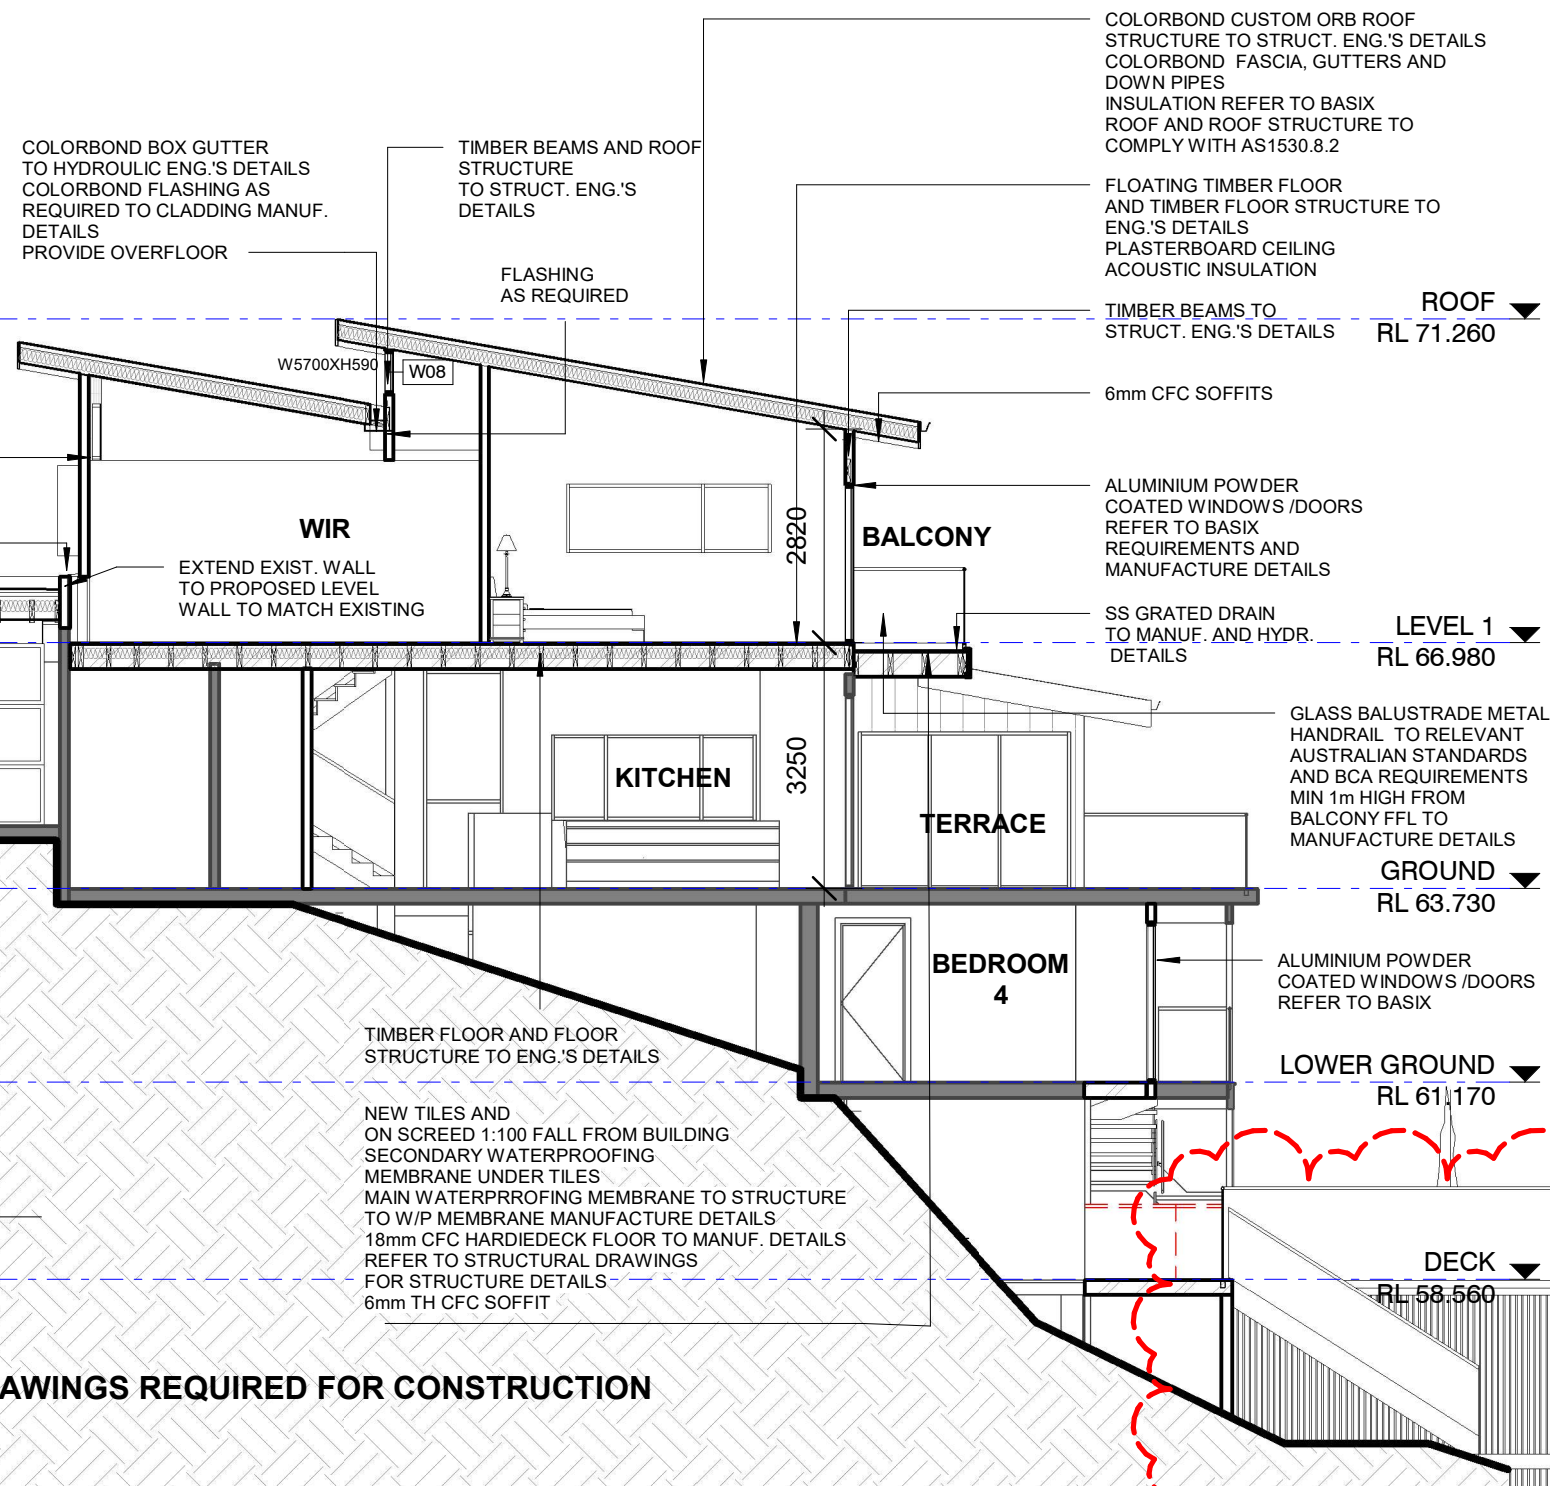 COLORBOND CUSTOM ORB ROOF
STRUCTURE TO STRUCT. ENG.'S DETAILS
COLORBOND FASCIA, GUTTERS AND
DOWN PIPES
INSULATION REFER TO BASIX
ROOF AND ROOF STRUCTURE TO
COMPLY WITH AS1530.8.2
COLORBOND BOX GUTTER
TO HYDROULIC ENG.'S DETAILS
COLORBOND FLASHING AS
REQUIRED TO CLADDING MANUF.
DETAILS
PROVIDE OVERFLOOR
TIMBER BEAMS AND ROOF
STRUCTURE
TO STRUCT. ENG.'S
DETAILS
FLASHING
AS REQUIRED
FLOATING TIMBER FLOOR
AND TIMBER FLOOR STRUCTURE TO
ENG.'S DETAILS
PLASTERBOARD CEILING
ACOUSTIC INSULATION
TIMBER BEAMS TO
STRUCT. ENG.'S DETAILS
ROOF
RL 71.260
W5700XH590
W08
6mm CFC SOFFITS
WIR
2820
BALCONY
ALUMINIUM POWDER
COATED WINDOWS /DOORS
REFER TO BASIX
REQUIREMENTS AND
MANUFACTURE DETAILS
EXTEND EXIST. WALL
TO PROPOSED LEVEL
WALL TO MATCH EXISTING
SS GRATED DRAIN
TO MANUF. AND HYDR.
DETAILS
LEVEL 1
RL 66.980
GLASS BALUSTRADE METAL
HANDRAIL TO RELEVANT
AUSTRALIAN STANDARDS
AND BCA REQUIREMENTS
MIN 1m HIGH FROM
BALCONY FFL TO
MANUFACTURE DETAILS
KITCHEN
3250
TERRACE
GROUND
RL 63.730
BEDROOM
4
ALUMINIUM POWDER
COATED WINDOWS /DOORS
REFER TO BASIX
TIMBER FLOOR AND FLOOR
STRUCTURE TO ENG.'S DETAILS
LOWER GROUND
RL 61.170
NEW TILES AND
ON SCREED 1:100 FALL FROM BUILDING
SECONDARY WATERPROOFING
MEMBRANE UNDER TILES
MAIN WATERPRROFING MEMBRANE TO STRUCTURE
TO W/P MEMBRANE MANUFACTURE DETAILS
18mm CFC HARDIEDECK FLOOR TO MANUF. DETAILS
REFER TO STRUCTURAL DRAWINGS
FOR STRUCTURE DETAILS
6mm TH CFC SOFFIT
DECK
RL 58.560
AWINGS REQUIRED FOR CONSTRUCTION